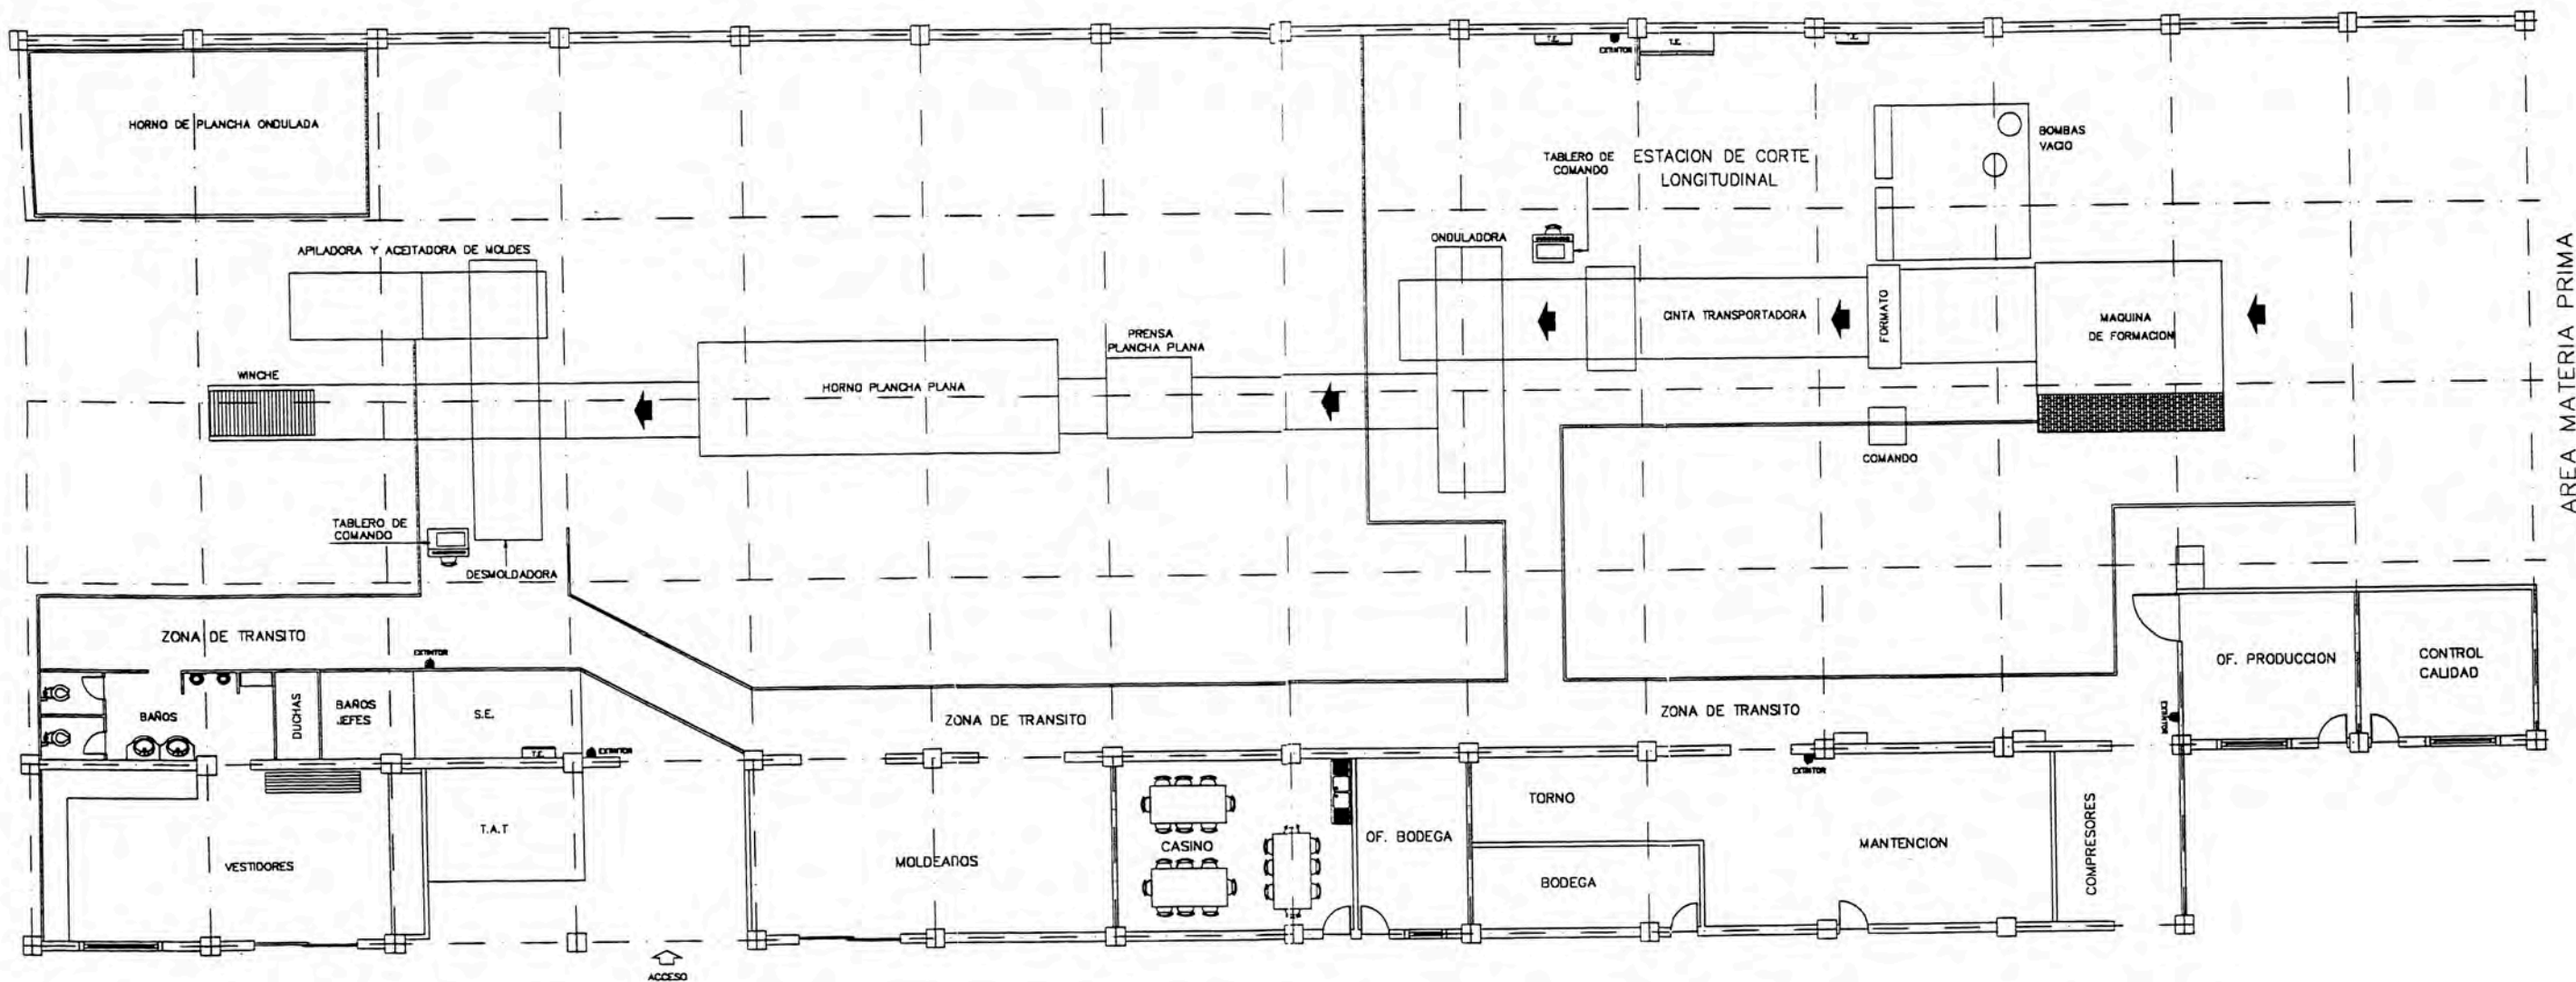 T.E.
EXTINTOR
T.E.
T.E.
HORNO DE PLANCHA ONDULADA
BOMBAS
VACIO
TABLERO DE
COMANDO
ESTACION DE CORTE
LONGITUDINAL
APILADORA Y ACEITADORA DE MOLDES
ONDULADORA
CINTA TRANSPORTADORA
FORMATO
MAQUINA
DE FORMACION
AREA MATERIA PRIMA
PRENSA
PLANCHA PLANA
WINCHE
HORNO PLANCHA PLANA
COMANDO
TABLERO DE
COMANDO
DESMOLDADORA
ZONA DE TRANSITO
EXTINTOR
OF. PRODUCCION
CONTROL
CALIDAD
BAÑOS
DUCHAS
BAÑOS
JEFES
S.E.
ZONA DE TRANSITO
ZONA DE TRANSITO
EXTINTOR
T.E.
EXTINTOR
EXTINTOR
VESTIDORES
T.A.T
MOLDEADOS
CASINO
OF. BODEGA
TORNO
BODEGA
MANTENCION
COMPRESORES
ACCESO